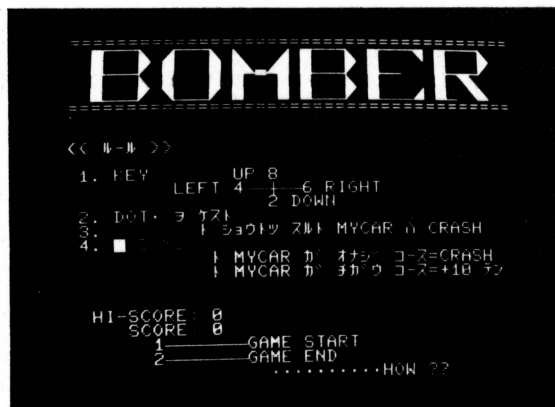 BOMBER
<< ルール >>
1. KEY UP 8
LEFT 4 6 RIGHT
2 DOWN
2. DOT・ ヲ ケスト
3. ト ショウトツ スルト MYCAR ハ CRASH
4. ■
ト MYCAR ガ オナジ コース=CRASH
ト MYCAR ガ チガウ コース=+10 テン
HI-SCORE: 0
SCORE: 0
1────────GAME START
2────────GAME END
··········HOW ??